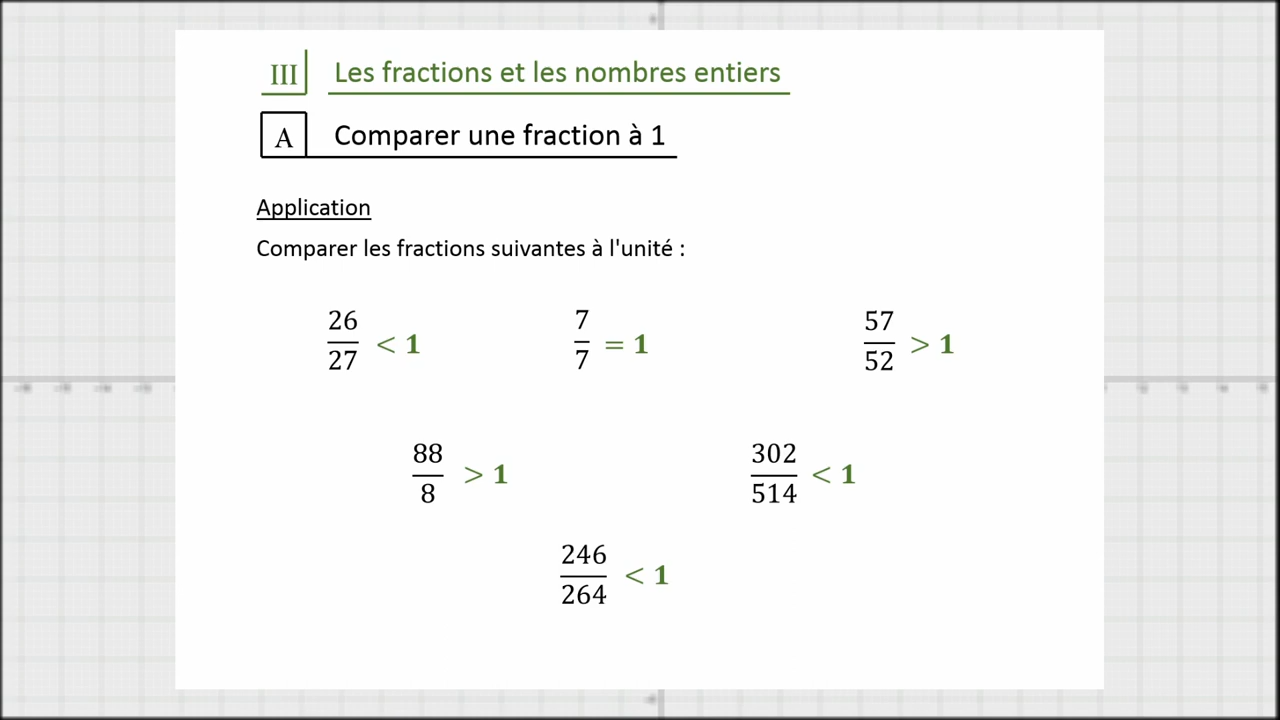 III Les fractions et les nombres entiers
A Comparer une fraction à 1
Application
Comparer les fractions suivantes à l'unité :
26/27 < 1 7/7 = 1 57/52 > 1
88/8 > 1 302/514 < 1
246/264 < 1